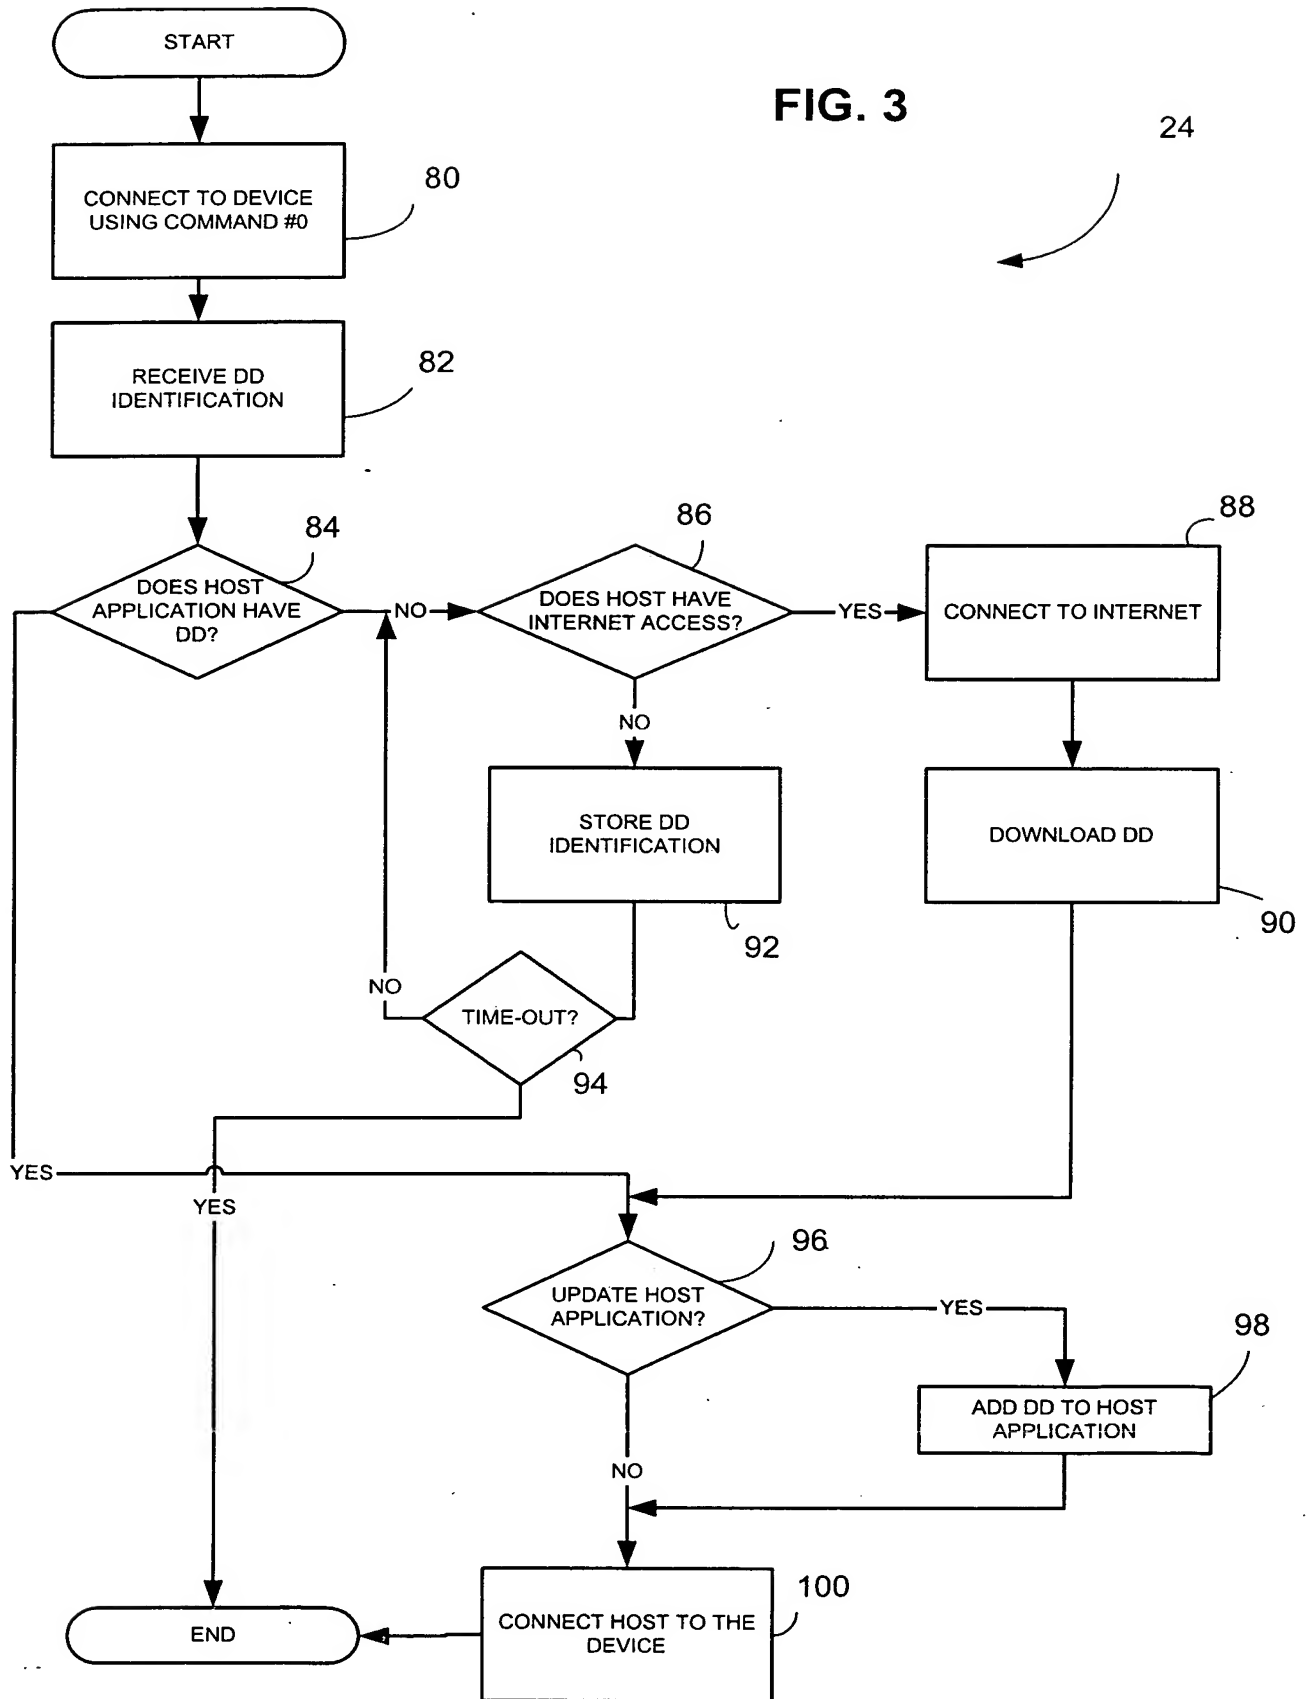 START
FIG. 3
24
CONNECT TO DEVICE
USING COMMAND #0
80
RECEIVE DD
IDENTIFICATION
82
84
DOES HOST
APPLICATION HAVE
DD?
NO
86
DOES HOST HAVE
INTERNET ACCESS?
YES
88
CONNECT TO INTERNET
NO
STORE DD
IDENTIFICATION
92
DOWNLOAD DD
90
NO
TIME-OUT?
94
YES
YES
96
UPDATE HOST
APPLICATION?
YES
98
ADD DD TO HOST
APPLICATION
NO
100
CONNECT HOST TO THE
DEVICE
END